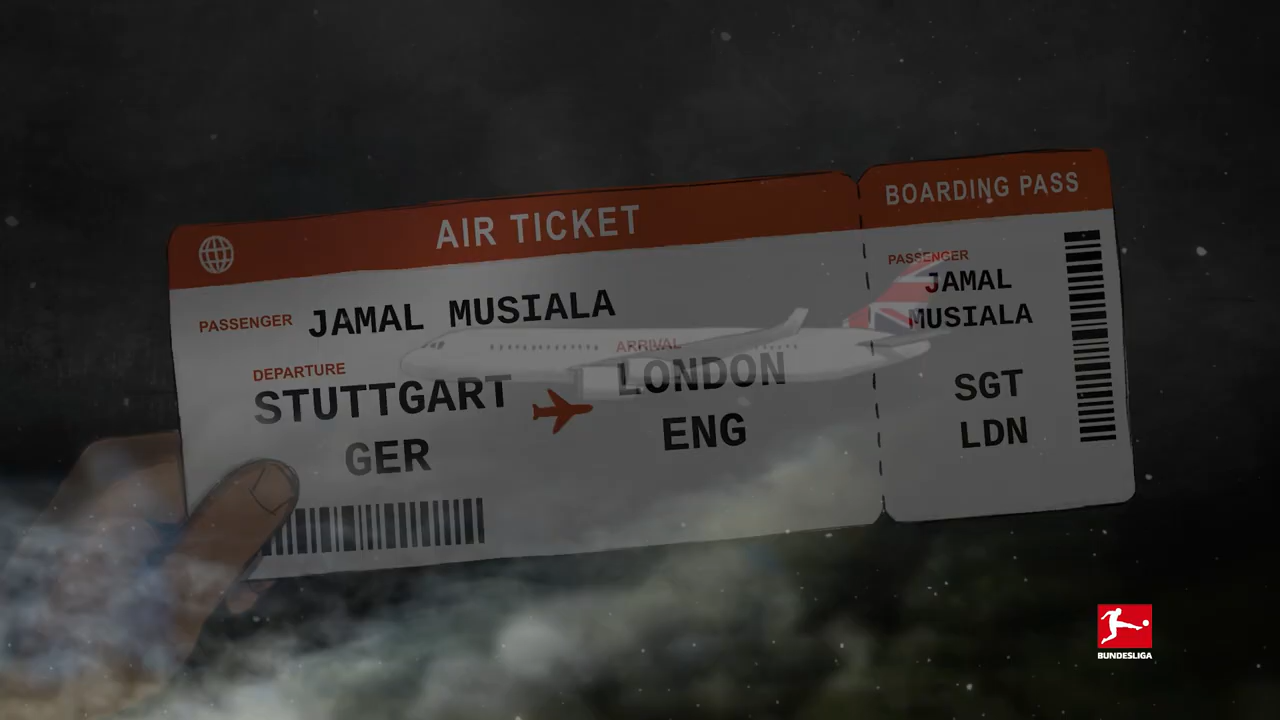 AIR TICKET
PASSENGER JAMAL MUSIALA
DEPARTURE
STUTTGART
GER
ARRIVAL
LONDON
ENG
BOARDING PASS
PASSENGER
JAMAL
MUSIALA
SGT
LDN
BUNDESLIGA